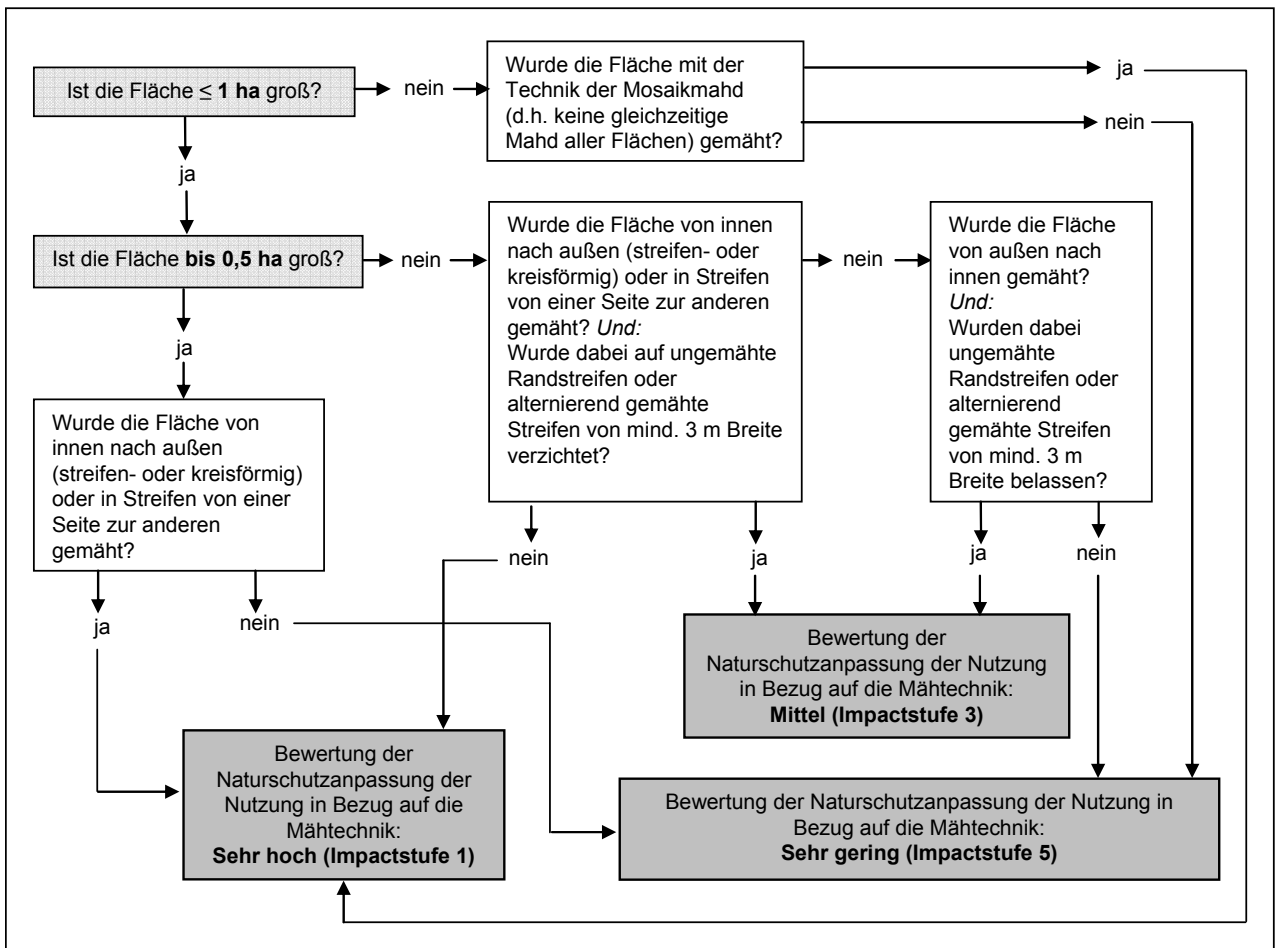 Ist die Fläche ≤ 1 ha groß?
nein
Wurde die Fläche mit der
Technik der Mosaikmahd
(d.h. keine gleichzeitige
Mahd aller Flächen) gemäht?
ja
nein
ja
Ist die Fläche bis 0,5 ha groß?
nein
Wurde die Fläche von innen
nach außen (streifen- oder
kreisförmig) oder in Streifen
von einer Seite zur anderen
gemäht? Und:
Wurde dabei auf ungemähte
Randstreifen oder
alternierend gemähte
Streifen von mind. 3 m Breite
verzichtet?
nein
Wurde die Fläche
von außen nach
innen gemäht?
Und:
Wurden dabei
ungemähte
Randstreifen oder
alternierend
gemähte Streifen
von mind. 3 m
Breite belassen?
ja
Wurde die Fläche von
innen nach außen
(streifen- oder kreisförmig)
oder in Streifen von einer
Seite zur anderen
gemäht?
nein
ja
ja
nein
ja
nein
Bewertung der
Naturschutzanpassung der Nutzung
in Bezug auf die Mähtechnik:
Mittel (Impactstufe 3)
Bewertung der
Naturschutzanpassung der
Nutzung in Bezug auf die
Mähtechnik:
Sehr hoch (Impactstufe 1)
Bewertung der Naturschutzanpassung der Nutzung in
Bezug auf die Mähtechnik:
Sehr gering (Impactstufe 5)